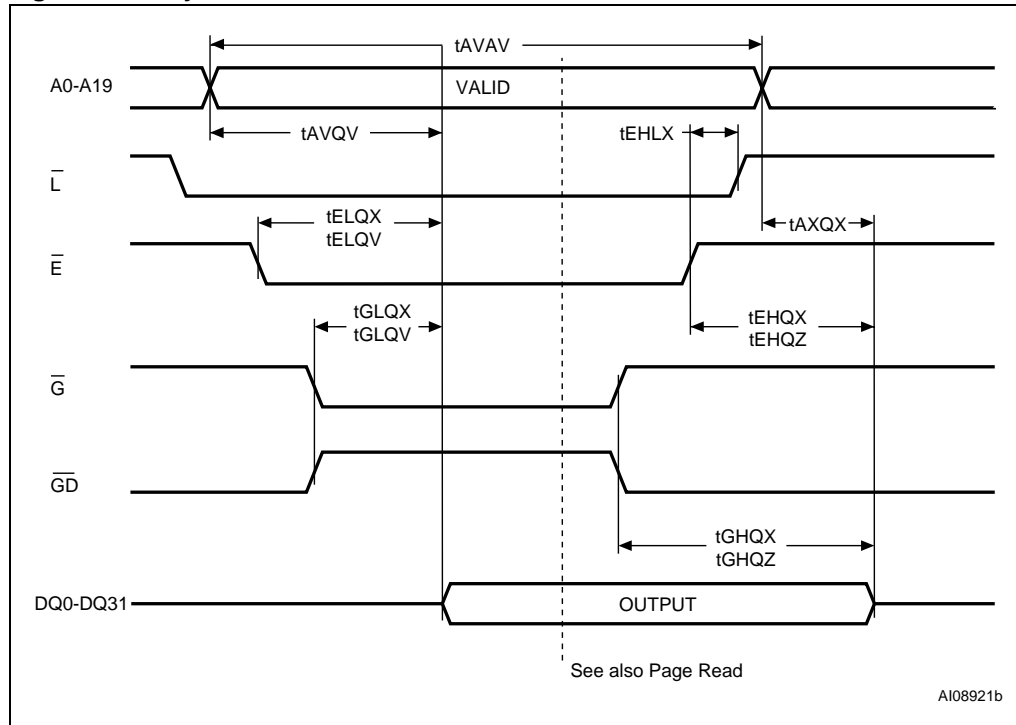 tAVAV
A0-A19
VALID
tAVQV
tEHLX
L
tELQX
tELQV
tAXQX
E
tGLQX
tGLQV
tEHQX
tEHQZ
G
GD
tGHQX
tGHQZ
DQ0-DQ31
OUTPUT
See also Page Read
AI08921b